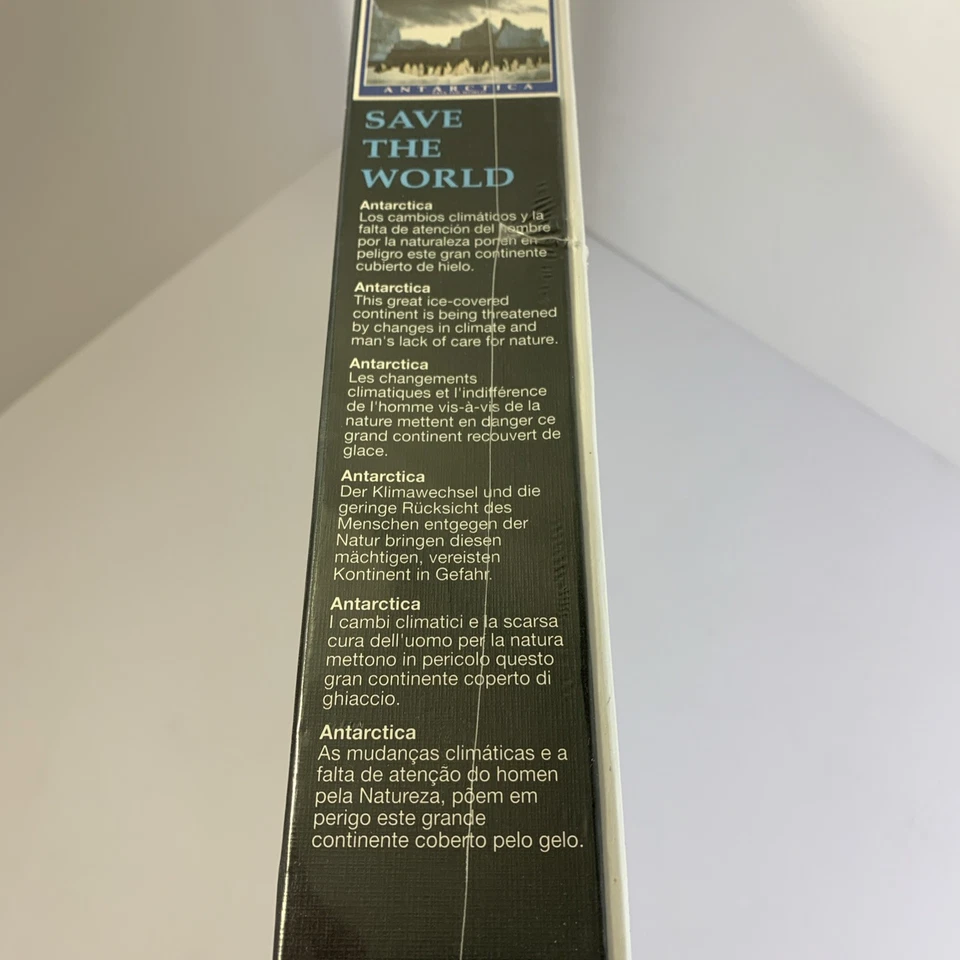 ANTARCTICA
SAVE
THE
WORLD
Antarctica
Los cambios climáticos y la
falta de atención del hombre
por la naturaleza ponen en
peligro este gran continente
cubierto de hielo.
Antarctica
This great ice-covered
continent is being threatened
by changes in climate and
man's lack of care for nature.
Antarctica
Les changements
climatiques et l'indifférence
de l'homme vis-à-vis de la
nature mettent en danger ce
grand continent recouvert de
glace.
Antarctica
Der Klimawechsel und die
geringe Rücksicht des
Menschen entgegen der
Natur bringen diesen
mächtigen, vereisten
Kontinent in Gefahr.
Antarctica
I cambi climatici e la scarsa
cura dell'uomo per la natura
mettono in pericolo questo
gran continente coperto di
ghiaccio.
Antarctica
As mudanças climáticas e a
falta de atenção do homen
pela Natureza, põem em
perigo este grande
continente coberto pelo gelo.